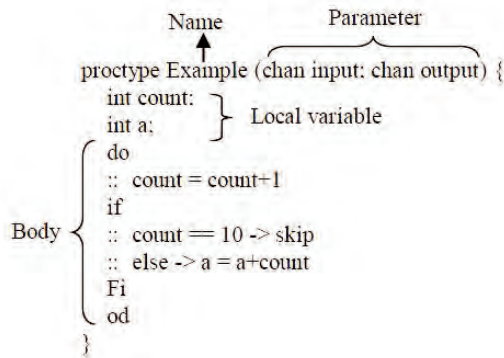 Name
Parameter
proctype Example (chan input: chan output) {
int count:
int a;
Local variable
do
:: count = count+1
if
Body
:: count == 10 -> skip
:: else -> a = a+count
Fi
od
}